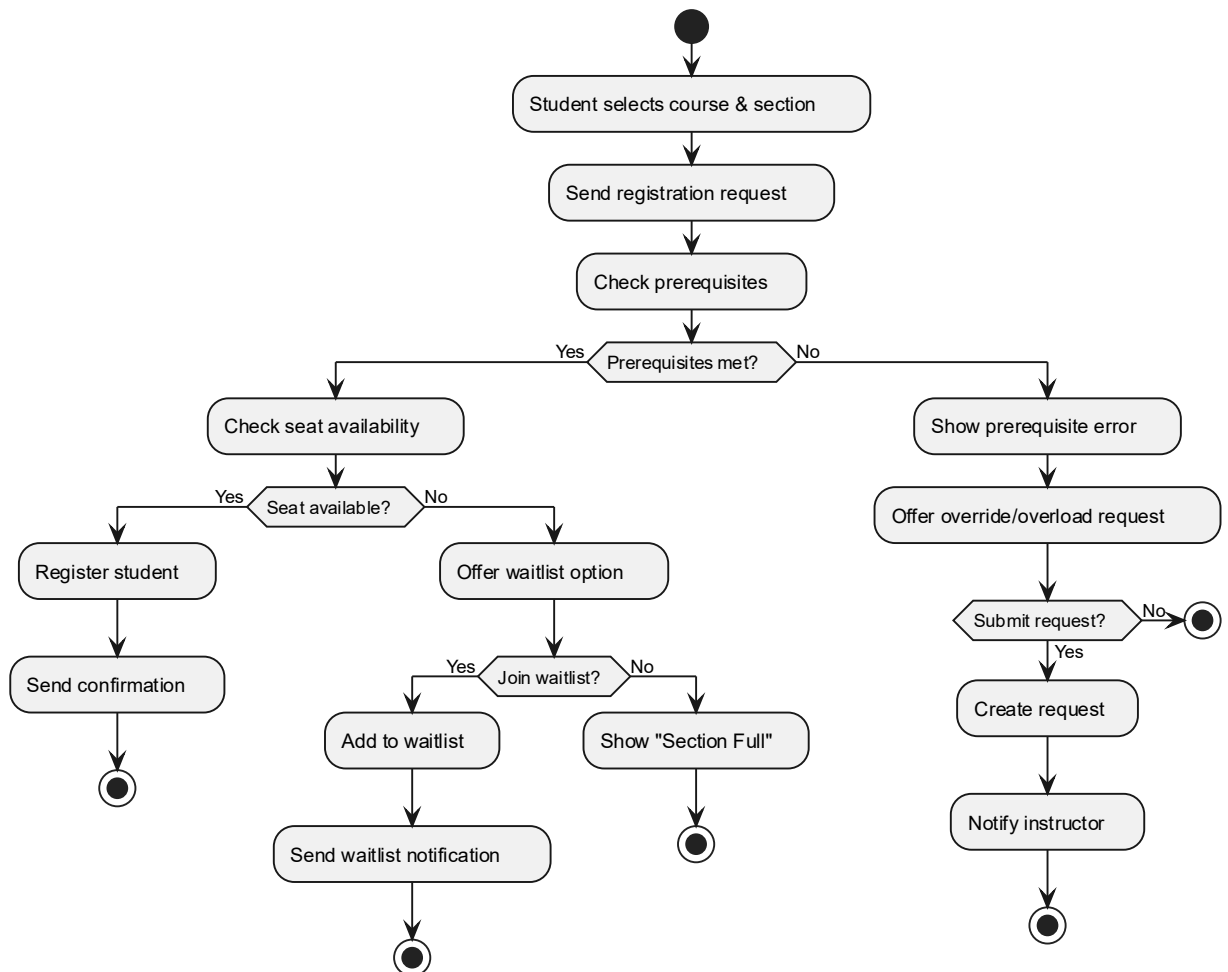 Student selects course & section
Send registration request
Check prerequisites
Yes
Prerequisites met?
No
Check seat availability
Show prerequisite error
Yes
Seat available?
No
Offer override/overload request
Register student
Offer waitlist option
Submit request?
No
Yes
Send confirmation
Yes
Join waitlist?
No
Create request
Add to waitlist
Show "Section Full"
Notify instructor
Send waitlist notification